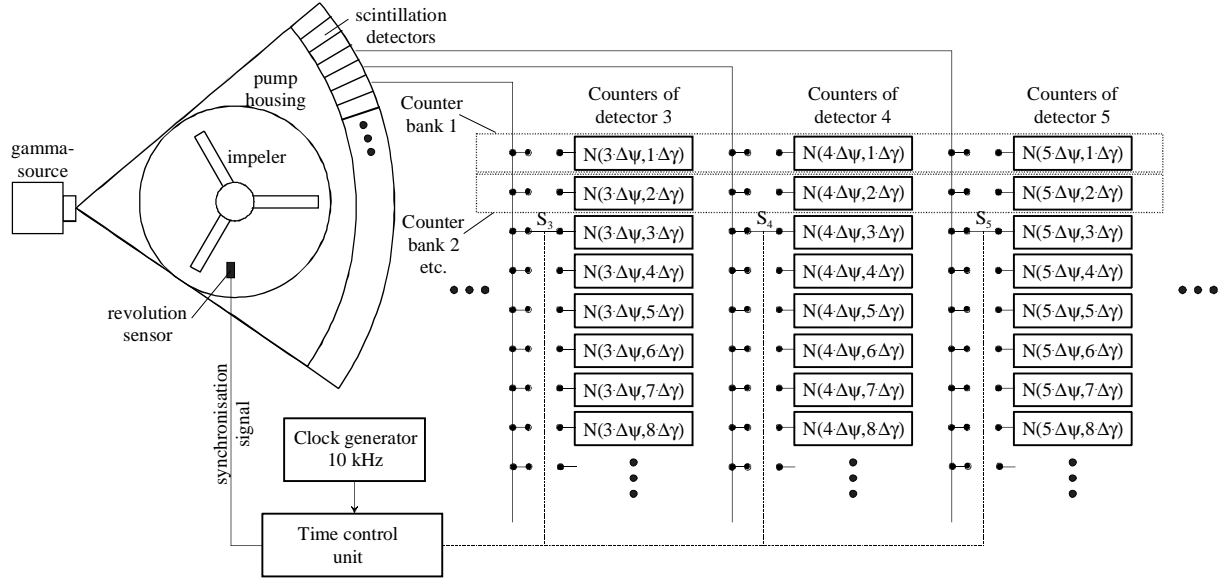 scintillation
detectors
pump
housing
gamma-
source
impeler
revolution
sensor
synchronisation
signal
Clock generator
10 kHz
Time control
unit
Counter
bank 1
Counter
bank 2
etc.
Counters of
detector 3
N(3·Δψ,1·Δγ)
N(3·Δψ,2·Δγ)
S₃
N(3·Δψ,3·Δγ)
N(3·Δψ,4·Δγ)
N(3·Δψ,5·Δγ)
N(3·Δψ,6·Δγ)
N(3·Δψ,7·Δγ)
N(3·Δψ,8·Δγ)
Counters of
detector 4
N(4·Δψ,1·Δγ)
N(4·Δψ,2·Δγ)
S₄
N(4·Δψ,3·Δγ)
N(4·Δψ,4·Δγ)
N(4·Δψ,5·Δγ)
N(4·Δψ,6·Δγ)
N(4·Δψ,7·Δγ)
N(4·Δψ,8·Δγ)
Counters of
detector 5
N(5·Δψ,1·Δγ)
N(5·Δψ,2·Δγ)
S₅
N(5·Δψ,3·Δγ)
N(5·Δψ,4·Δγ)
N(5·Δψ,5·Δγ)
N(5·Δψ,6·Δγ)
N(5·Δψ,7·Δγ)
N(5·Δψ,8·Δγ)